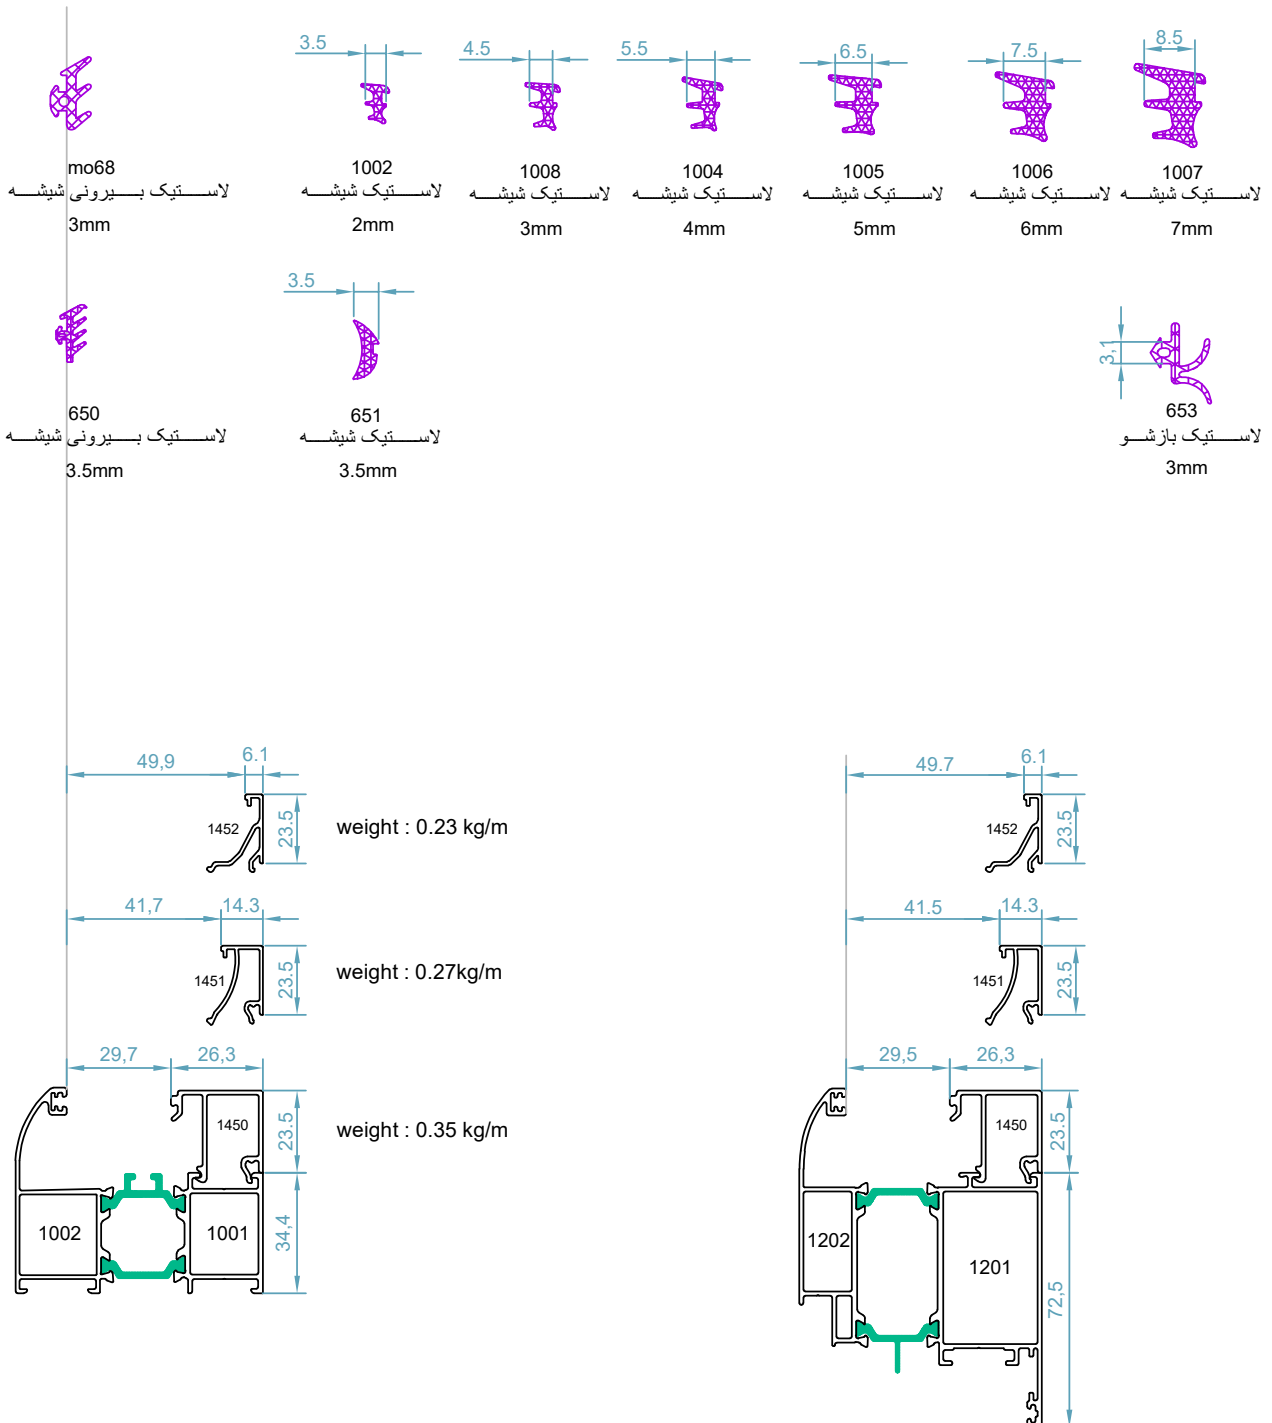 3.5
4.5
5.5
6.5
7.5
8.5
mo68
لاستیک بیرونی شیشه
3mm
1002
لاستیک شیشه
2mm
1008
لاستیک شیشه
3mm
1004
لاستیک شیشه
4mm
1005
لاستیک شیشه
5mm
1006
لاستیک شیشه
6mm
1007
لاستیک شیشه
7mm
3.5
3,1
650
لاستیک بیرونی شیشه
3.5mm
651
لاستیک شیشه
3.5mm
653
لاستیک بازشو
3mm
49,9
6.1
1452
23.5
weight : 0.23 kg/m
41,7
14.3
1451
23.5
weight : 0.27kg/m
29,7
26,3
1450
23.5
weight : 0.35 kg/m
1002
1001
34,4
49.7
6.1
1452
23.5
41.5
14.3
1451
23.5
29,5
26,3
1450
23.5
1202
1201
72,5